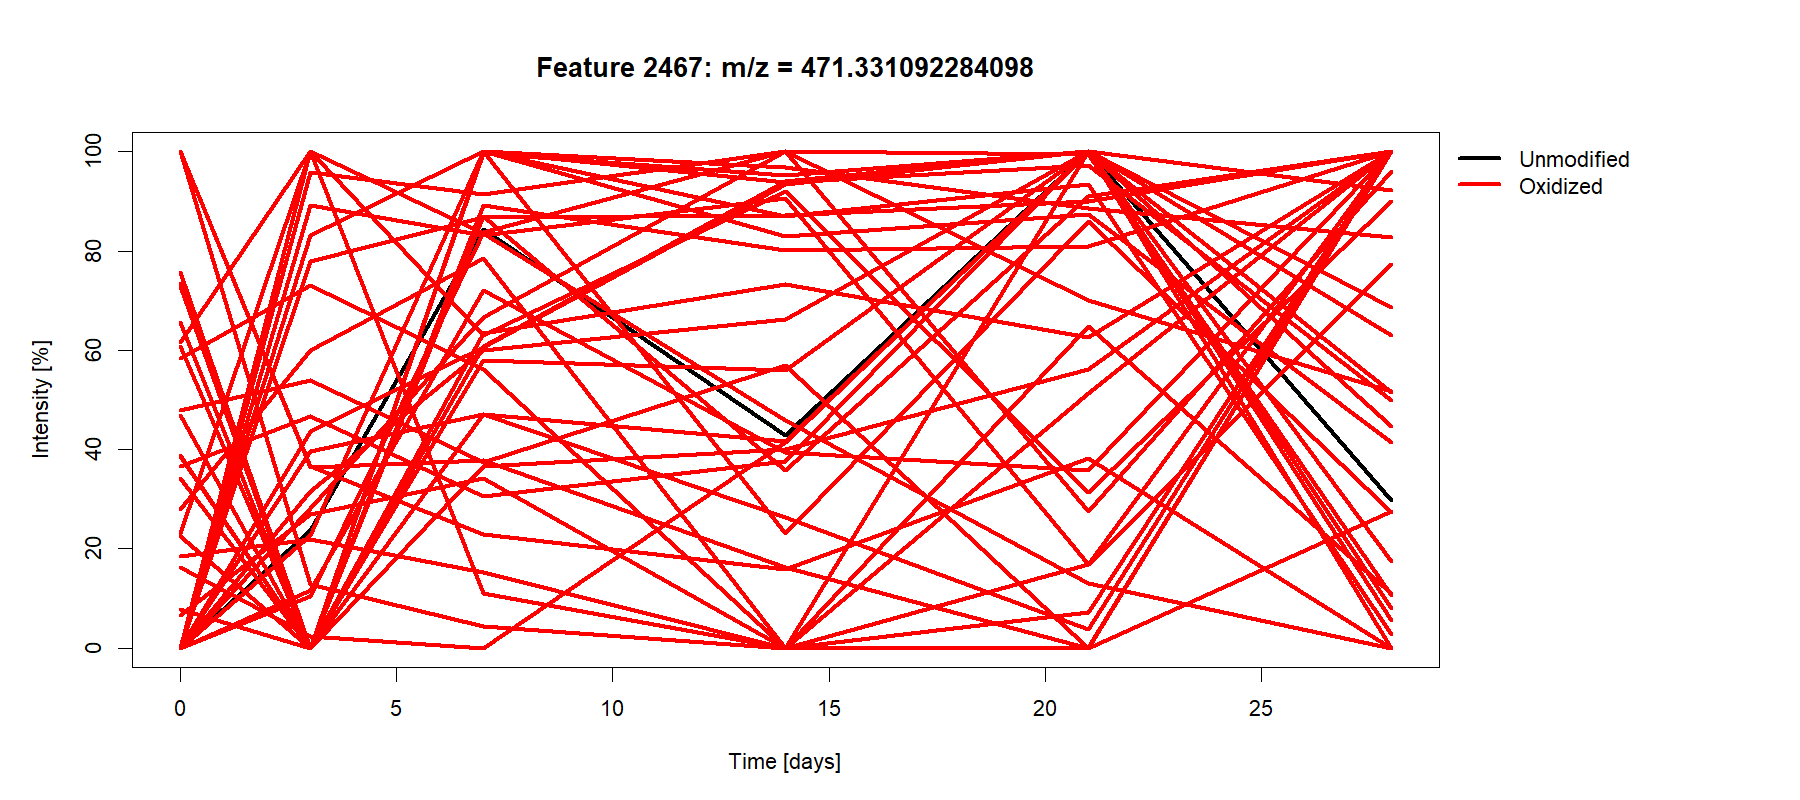 Feature 2467: m/z = 471.331092284098
Unmodified
Oxidized
Intensity [%]
100
80
60
40
20
0
0 5 10 15 20 25
Time [days]